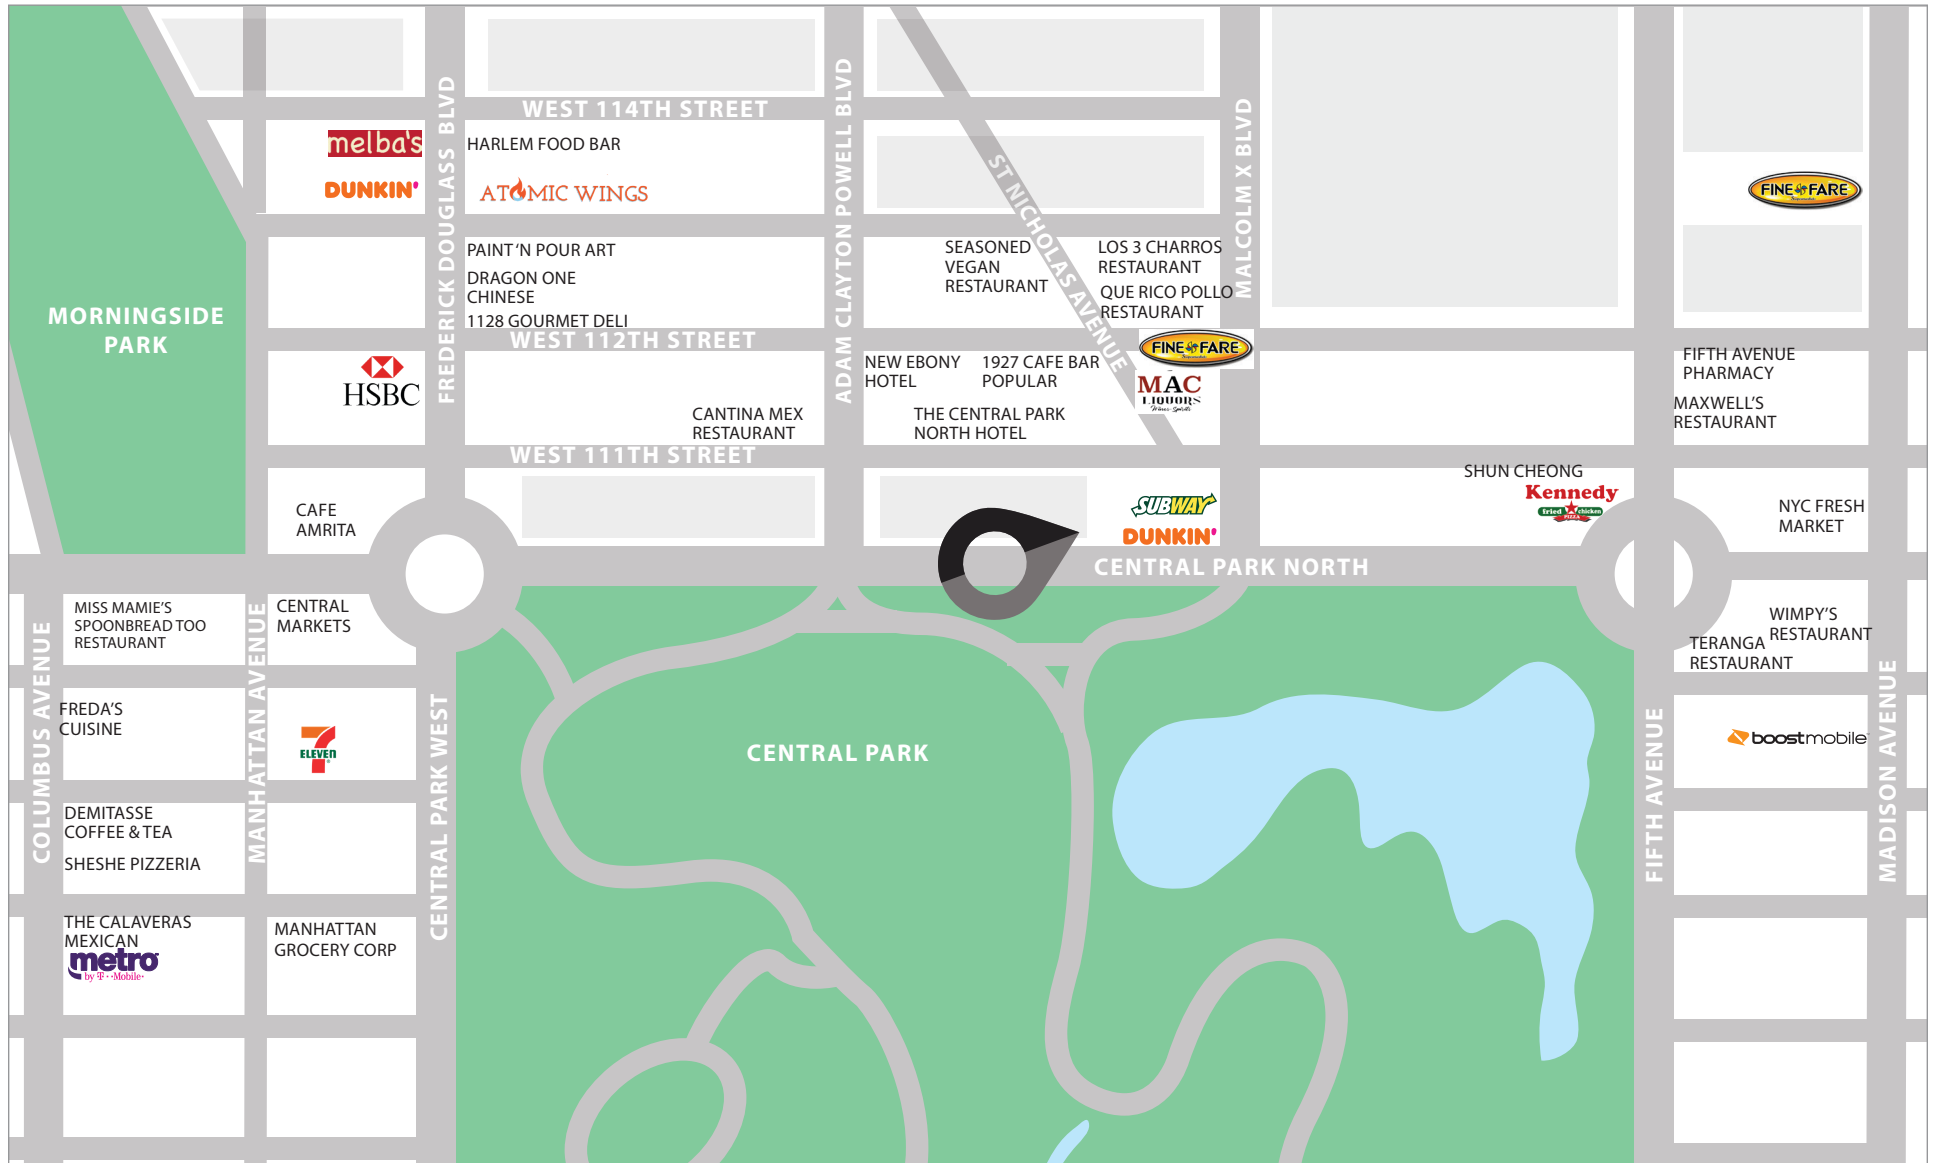 WEST 114TH STREET
melba's
HARLEM FOOD BAR
DUNKIN'
ATOMIC WINGS
FREDERICK DOUGLASS BLVD
ADAM CLAYTON POWELL BLVD
ST NICHOLAS AVENUE
MALCOLM X BLVD
FINE FARE
PAINT 'N POUR ART
DRAGON ONE
CHINESE
1128 GOURMET DELI
SEASONED
VEGAN
RESTAURANT
LOS 3 CHARROS
RESTAURANT
QUE RICO POLLO
RESTAURANT
MORNINGSIDE
PARK
WEST 112TH STREET
HSBC
NEW EBONY
HOTEL
1927 CAFE BAR
POPULAR
FINE FARE
MAC
LIQUORS
Wines-Spirits
FIFTH AVENUE
PHARMACY
MAXWELL'S
RESTAURANT
CANTINA MEX
RESTAURANT
THE CENTRAL PARK
NORTH HOTEL
WEST 111TH STREET
SHUN CHEONG
Kennedy
fried chicken
PIZZA
CAFE
AMRITA
SUBWAY
DUNKIN'
NYC FRESH
MARKET
CENTRAL PARK NORTH
MISS MAMIE'S
SPOONBREAD TOO
RESTAURANT
CENTRAL
MARKETS
WIMPY'S
RESTAURANT
TERANGA
RESTAURANT
COLUMBUS AVENUE
MANHATTAN AVENUE
CENTRAL PARK WEST
FIFTH AVENUE
MADISON AVENUE
FREDA'S
CUISINE
7
ELEVEN
CENTRAL PARK
boostmobile
DEMITASSE
COFFEE & TEA
SHESHE PIZZERIA
THE CALAVERAS
MEXICAN
metro
by T-Mobile
MANHATTAN
GROCERY CORP